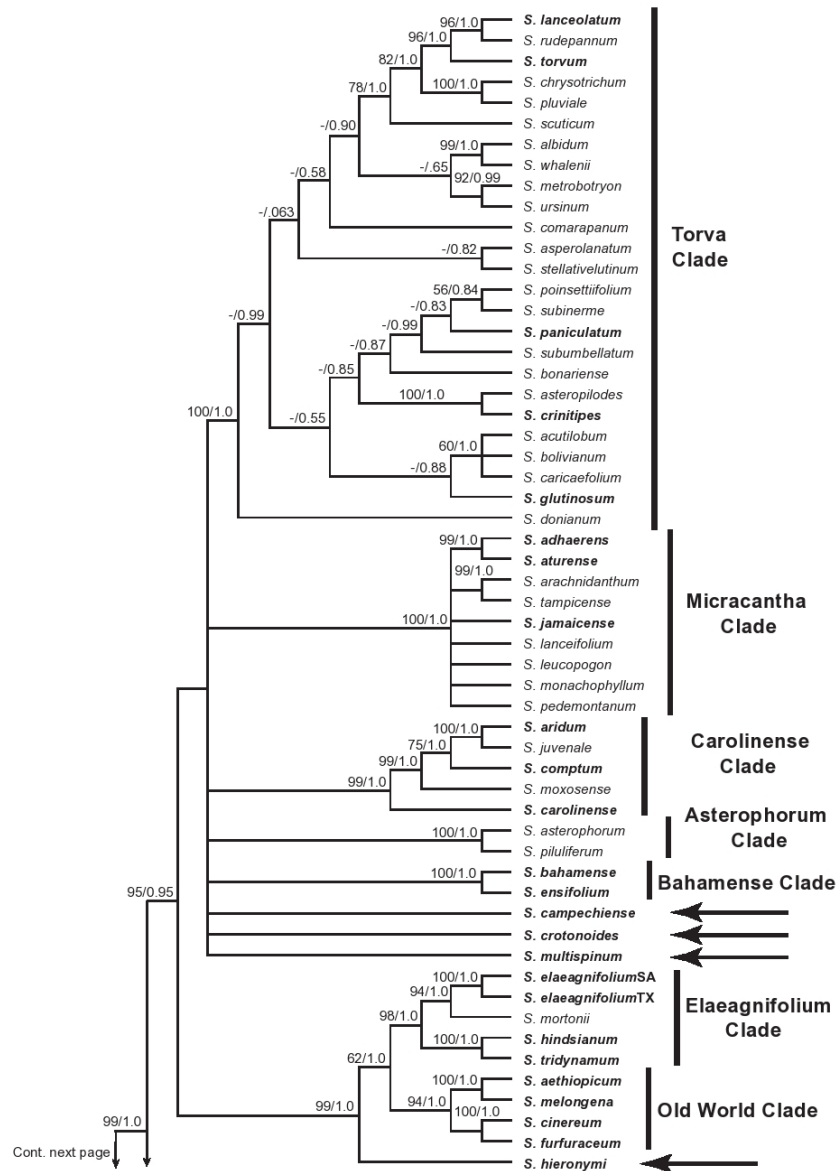 96/1.0
S. lanceolatum
S. rudepannum
96/1.0
S. torvum
82/1.0
100/1.0
S. chrysotrichum
S. pluviale
78/1.0
S. scuticum
-/0.90
99/1.0
S. albidum
S. whalenii
-/.65
92/0.99
S. metrobotryon
S. ursinum
-/0.58
S. comarapanum
-/.063
-/0.82
S. asperolanatum
S. stellativelutinum
Torva
Clade
56/0.84
S. poinsettiifolium
S. subinerme
-/0.83
S. paniculatum
-/0.99
S. subumbellatum
-/0.87
S. bonariense
-/0.99
-/0.85
100/1.0
S. asteropilodes
S. crinitipes
100/1.0
-/0.55
60/1.0
S. acutilobum
S. bolivianum
S. caricaefolium
-/0.88
S. glutinosum
S. donianum
99/1.0
S. adhaerens
S. aturense
99/1.0
S. arachnidanthum
S. tampicense
100/1.0
S. jamaicense
S. lanceifolium
S. leucopogon
S. monachophyllum
S. pedemontanum
Micracantha
Clade
100/1.0
S. aridum
S. juvenale
75/1.0
S. comptum
99/1.0
S. moxosense
99/1.0
S. carolinense
Carolinense
Clade
100/1.0
S. asterophorum
S. piluliferum
Asterophorum
Clade
100/1.0
S. bahamense
S. ensifolium
Bahamense Clade
95/0.95
S. campechiense
S. crotonoides
S. multispinum
100/1.0
S. elaeagnifoliumSA
S. elaeagnifoliumTX
94/1.0
S. mortonii
98/1.0
100/1.0
S. hindsianum
S. tridynamum
Elaeagnifolium
Clade
62/1.0
100/1.0
S. aethiopicum
S. melongena
94/1.0
100/1.0
S. cinereum
S. furfuraceum
Old World Clade
99/1.0
S. hieronymi
99/1.0
Cont. next page